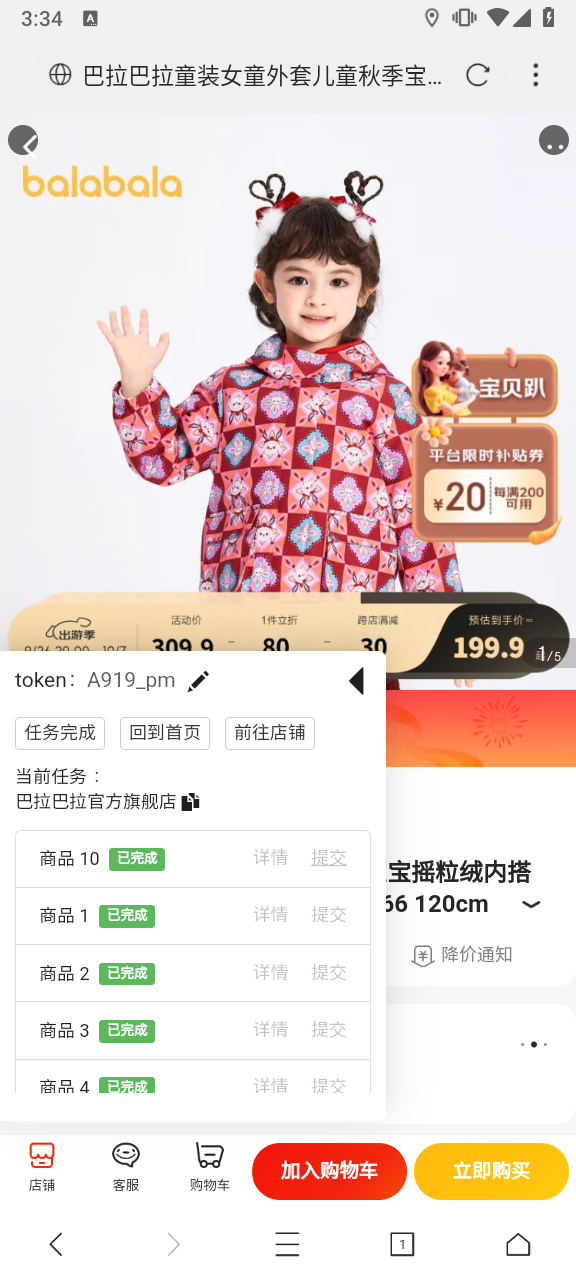 3:34
A
巴拉巴拉童装女童外套儿童秋季宝...
balabala
宝贝趴
平台限时补贴券
¥20 每满200可用
出游季
活动价 1件立折 跨店满减 预估到手价≈
309.9 - 80 - 30 199.9
1/5
token: A919_pm
任务完成 回到首页 前往店铺
当前任务：
巴拉巴拉官方旗舰店
商品 10 已完成 详情 提交
宝摇粒绒内搭
商品 1 已完成 详情 提交
66 120cm
降价通知
商品 2 已完成 详情 提交
商品 3 已完成 详情 提交
商品 4 已完成 详情 提交
店铺 客服 购物车 加入购物车 立即购买
1